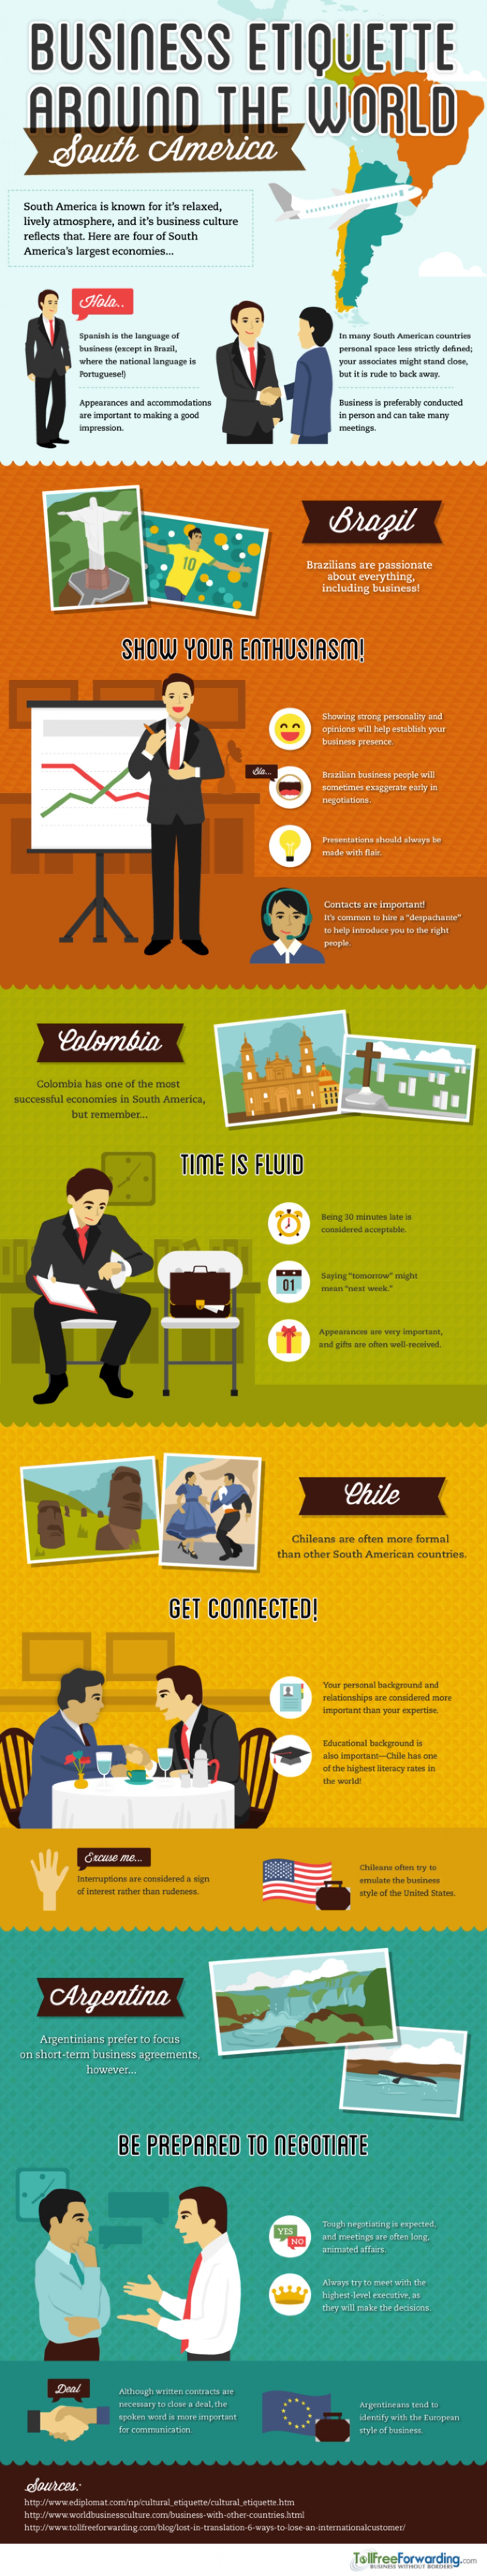 BUSINESS ETIQUETTE
AROUND THE WORLD
South America
South America is known for it's relaxed,
lively atmosphere, and it's business culture
reflects that. Here are four of South
America's largest economies...
Hola..
Spanish is the language of
business (except in Brazil,
where the national language is
Portuguese!)
Appearances and accommodations
are important to making a good
impression.
In many South American countries
personal space less strictly defined;
your associates might stand close,
but it is rude to back away.
Business is preferably conducted
in person and can take many
meetings.
10
Brazil
Brazilians are passionate
about everything,
including business!
SHOW YOUR ENTHUSIASM!
Showing strong personality and
opinions will help establish your
business presence.
Bla...
Brazilian business people will
sometimes exaggerate early in
negotiations.
Presentations should always be
made with flair.
Contacts are important!
It's common to hire a "despachante"
to help introduce you to the right
people.
Colombia
Colombia has one of the most
successful economies in South America,
but remember...
TIME IS FLUID
Being 30 minutes late is
considered acceptable.
01
Saying "tomorrow" might
mean "next week."
Appearances are very important,
and gifts are often well-received.
Chile
Chileans are often more formal
than other South American countries.
GET CONNECTED!
Your personal background and
relationships are considered more
important than your expertise.
Educational background is
also important—Chile has one
of the highest literacy rates in
the world!
Excuse me...
Interruptions are considered a sign
of interest rather than rudeness.
Chileans often try to
emulate the business
style of the United States.
Argentina
Argentinians prefer to focus
on short-term business agreements,
however...
BE PREPARED TO NEGOTIATE
YES
NO
Tough negotiating is expected,
and meetings are often long,
animated affairs.
Always try to meet with the
highest-level executive, as
they will make the decisions.
Deal
Although written contracts are
necessary to close a deal, the
spoken word is more important
for communication.
Argentineans tend to
identify with the European
style of business.
Sources:
http://www.ediplomat.com/np/cultural_etiquette/cultural_etiquette.htm
http://www.worldbusinessculture.com/business-with-other-countries.html
http://www.tollfreeforwarding.com/blog/lost-in-translation-6-ways-to-lose-an-internationalcustomer/
TollFreeForwarding.com
BUSINESS WITHOUT BORDERS